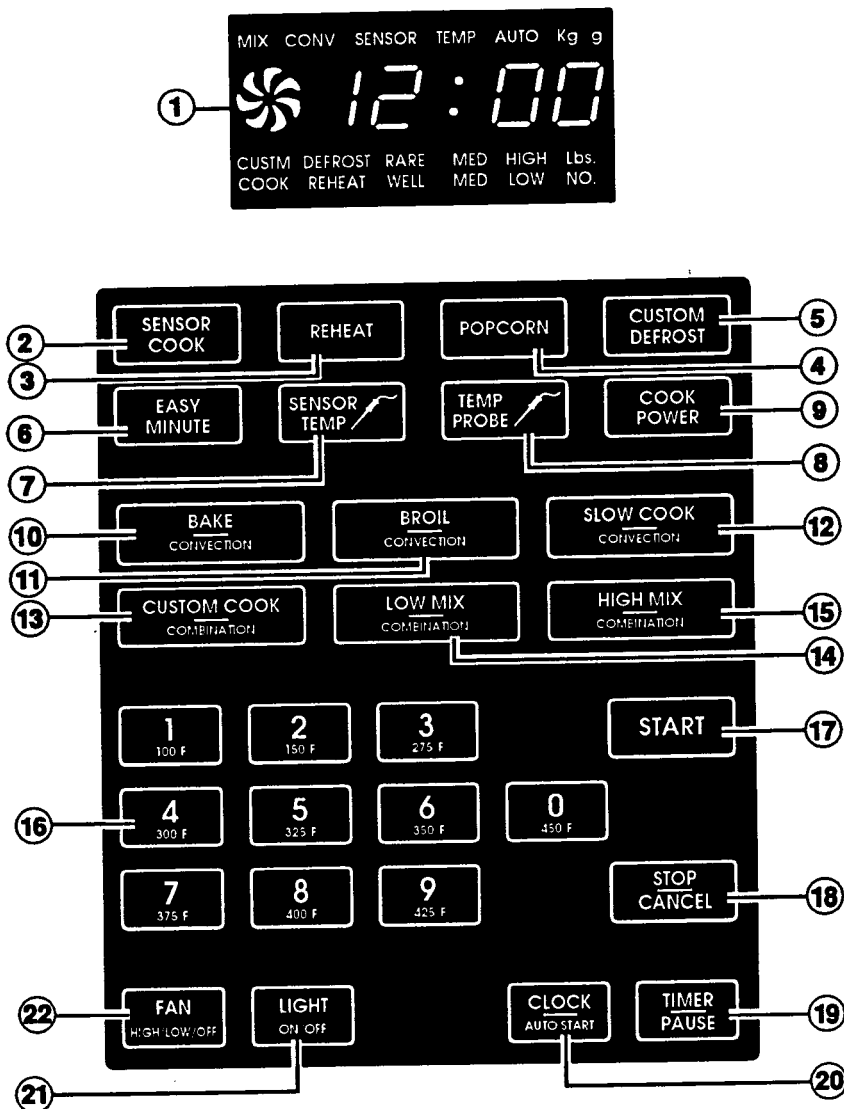 MIX CONV SENSOR TEMP AUTO Kg g
1
12:00
CUSTM DEFROST RARE MED HIGH Lbs.
COOK REHEAT WELL MED LOW NO.
2
SENSOR
COOK
3
REHEAT
POPCORN
4
CUSTOM
DEFROST
5
6
EASY
MINUTE
7
SENSOR
TEMP
TEMP
PROBE
8
COOK
POWER
9
10
BAKE
CONVECTION
11
BROIL
CONVECTION
SLOW COOK
CONVECTION
12
13
CUSTOM COOK
COMBINATION
LOW MIX
COMBINATION
14
HIGH MIX
COMBINATION
15
1
100 F
2
150 F
3
275 F
START
17
16
4
300 F
5
325 F
6
350 F
0
450 F
7
375 F
8
400 F
9
425 F
STOP
CANCEL
18
22
FAN
HIGH/LOW/OFF
LIGHT
ON OFF
21
CLOCK
AUTO START
20
TIMER
PAUSE
19